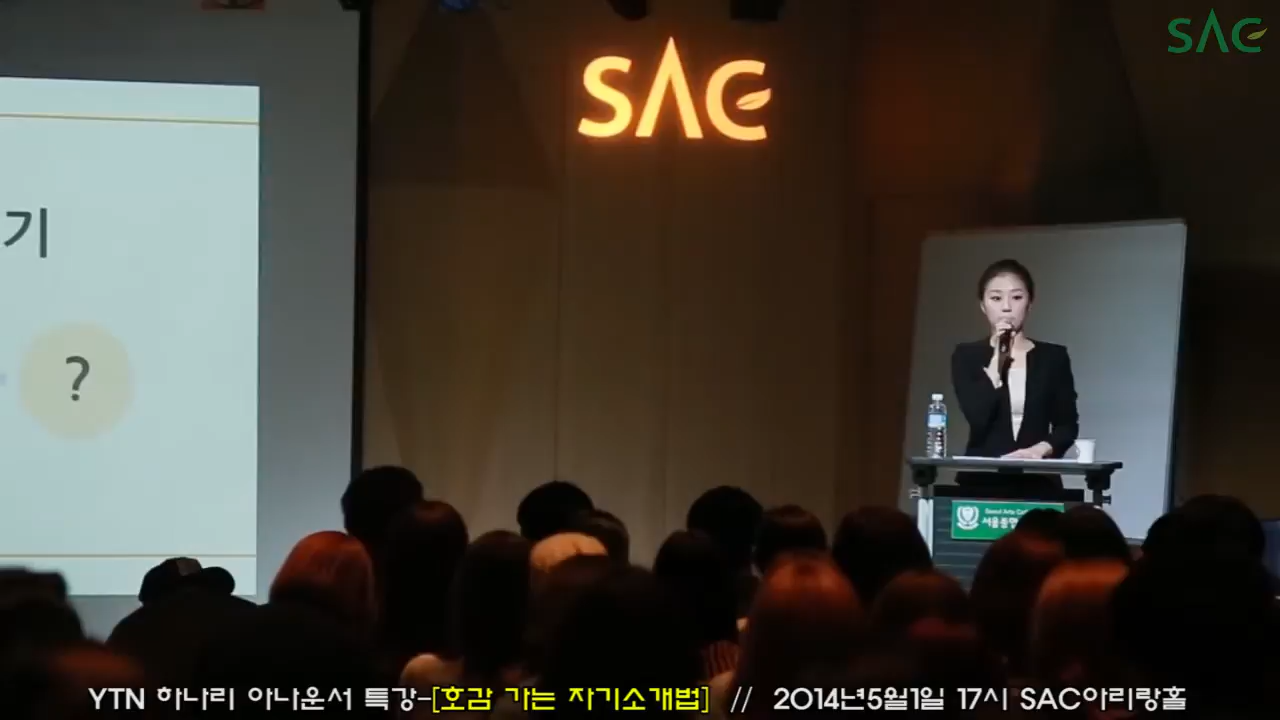 SAC
SAC
기
?
Seoul Arts
YTN 하나리 아나운서 특강-[호감 가는 자기소개법] // 2014년5월1일 17시 SAC아리랑홀